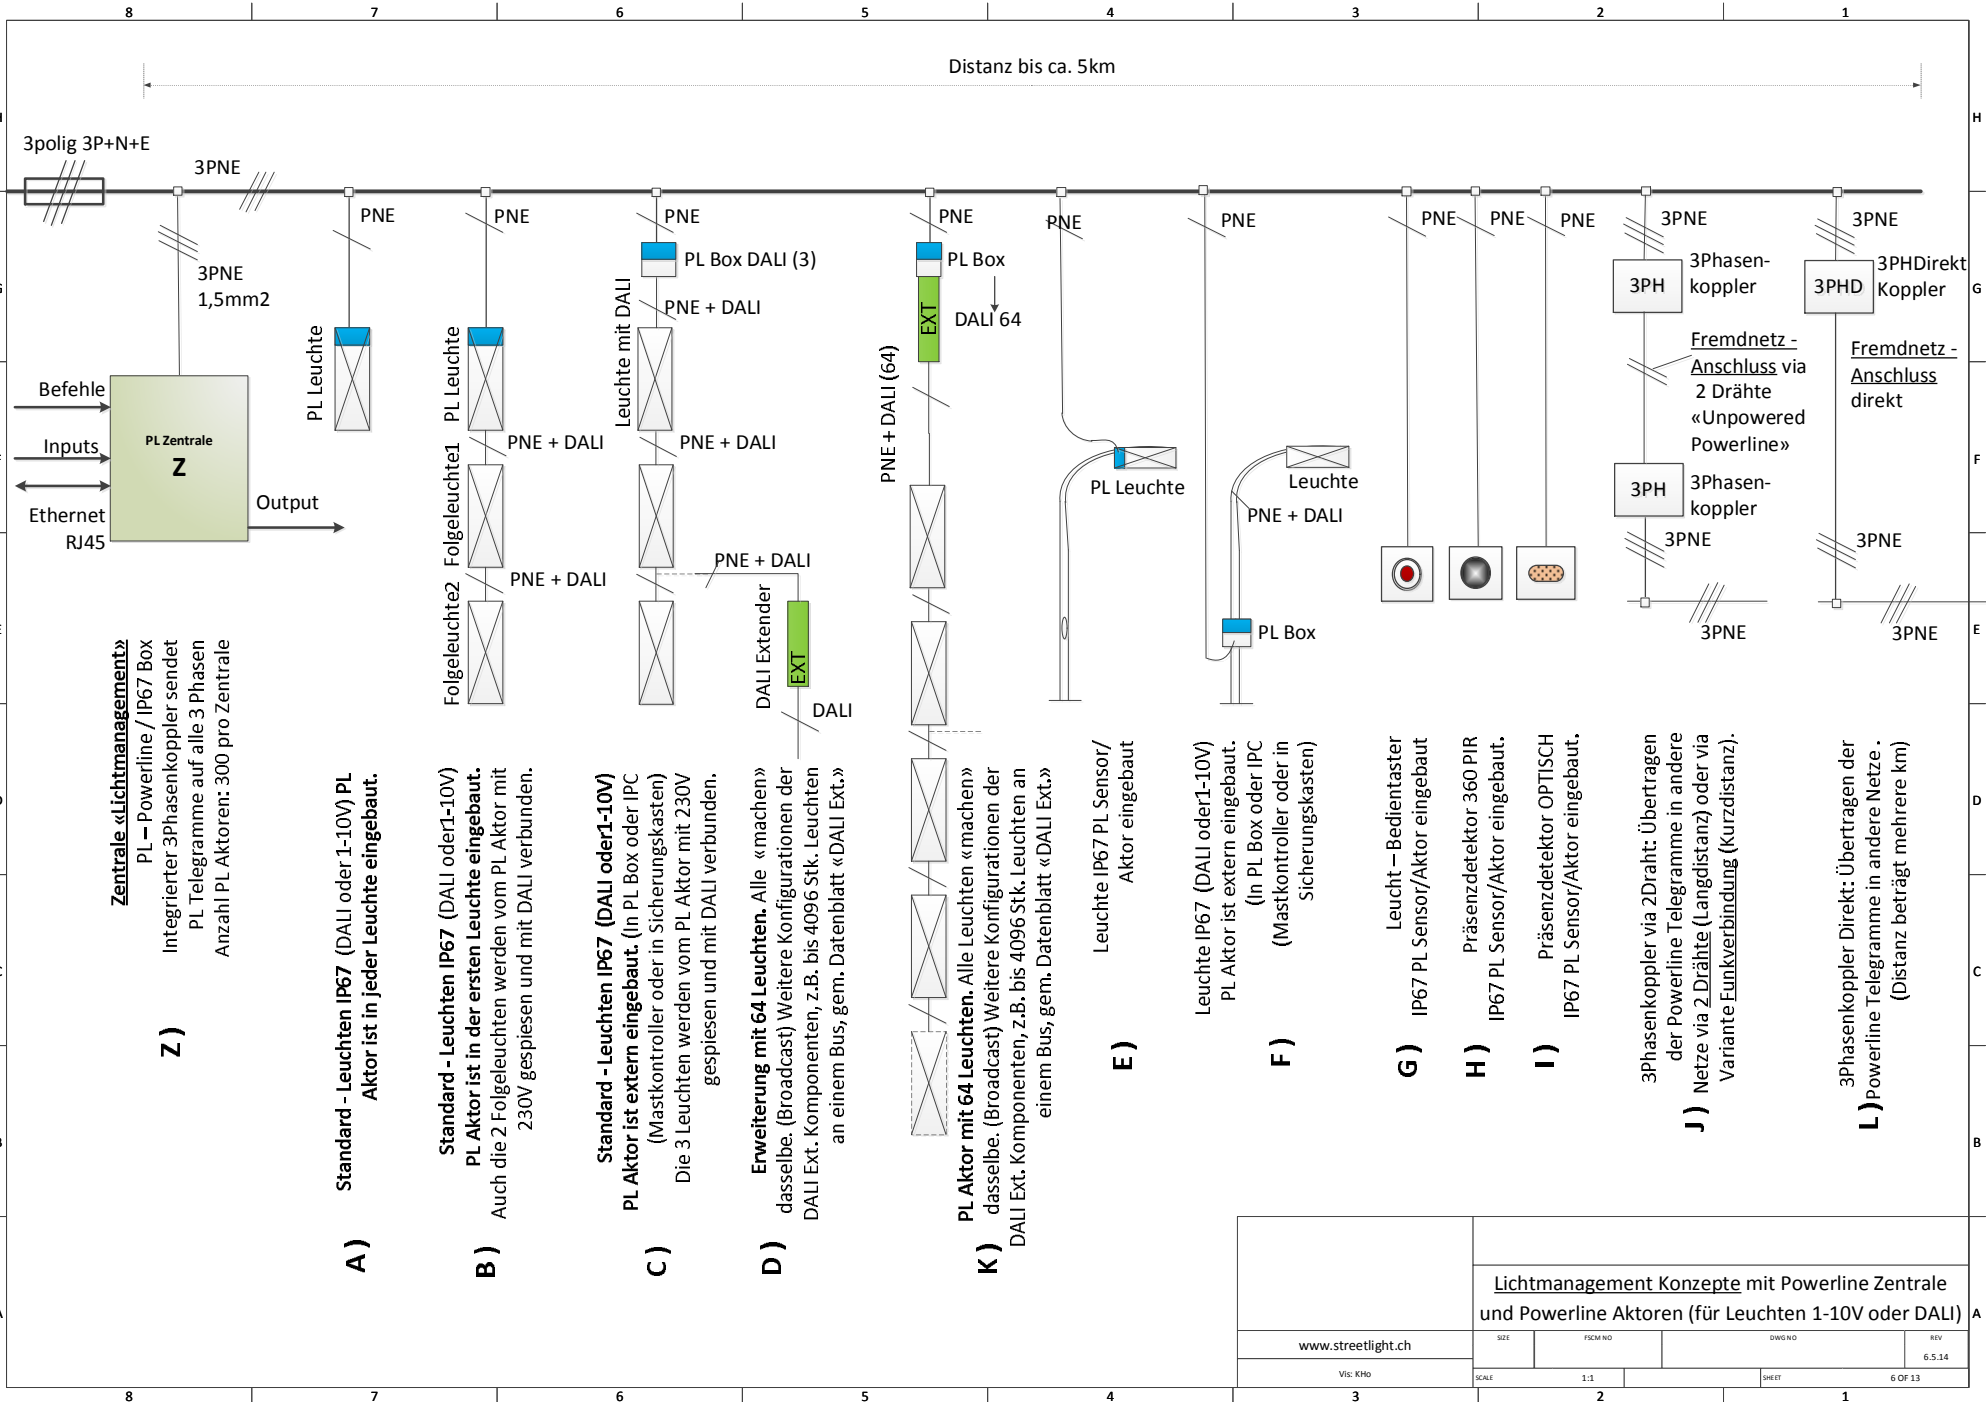 8 7 6 5 4 3 2 1
Distanz bis ca. 5km
H
3polig 3P+N+E
3PNE
PNE
PNE
PNE
PNE
PNE
PNE
PNE
PNE
PNE
3PNE
3PNE
3PNE
1,5mm2
PL Box DALI (3)
PL Box
3PH
3Phasen-
koppler
3PHD
3PHDirekt
Koppler
G
PNE + DALI
EXT
DALI 64
Fremdnetz -
Anschluss via
2 Drähte
«Unpowered
Powerline»
Fremdnetz -
Anschluss
direkt
Befehle
Inputs
Ethernet
RJ45
PL Zentrale
Z
Output
PL Leuchte
PL Leuchte
Folgeleuchte1
Folgeleuchte2
Leuchte mit DALI
PNE + DALI
PNE + DALI
PNE + DALI
PNE + DALI
PNE + DALI (64)
DALI Extender
EXT
DALI
PL Leuchte
Leuchte
PNE + DALI
PL Box
F
3PH
3Phasen-
koppler
3PNE
3PNE
3PNE
3PNE
E
Zentrale «Lichtmanagement»
PL – Powerline / IP67 Box
Integrierter 3Phasenkoppler sendet
PL Telegramme auf alle 3 Phasen
Anzahl PL Aktoren: 300 pro Zentrale
Z )
Standard - Leuchten IP67 (DALI oder 1-10V) PL
Aktor ist in jeder Leuchte eingebaut.
A )
Standard - Leuchten IP67 (DALI oder1-10V)
PL Aktor ist in der ersten Leuchte eingebaut.
Auch die 2 Folgeleuchten werden vom PL Aktor mit
230V gespiesen und mit DALI verbunden.
B )
Standard - Leuchten IP67 (DALI oder1-10V)
PL Aktor ist extern eingebaut. (In PL Box oder IPC
(Mastkontroller oder in Sicherungskasten)
Die 3 Leuchten werden vom PL Aktor mit 230V
gespiesen und mit DALI verbunden.
C )
Erweiterung mit 64 Leuchten. Alle «machen»
dasselbe. (Broadcast) Weitere Konfigurationen der
DALI Ext. Komponenten, z.B. bis 4096 Stk. Leuchten
an einem Bus, gem. Datenblatt «DALI Ext.»
D )
PL Aktor mit 64 Leuchten. Alle Leuchten «machen»
dasselbe. (Broadcast) Weitere Konfigurationen der
DALI Ext. Komponenten, z.B. bis 4096 Stk. Leuchten an
einem Bus, gem. Datenblatt «DALI Ext.»
K )
Leuchte IP67 PL Sensor/
Aktor eingebaut
E )
Leuchte IP67 (DALI oder1-10V)
PL Aktor ist extern eingebaut.
(In PL Box oder IPC
(Mastkontroller oder in
Sicherungskasten)
F )
Leucht – Bedientaster
IP67 PL Sensor/Aktor eingebaut
G )
Präsenzdetektor 360 PIR
IP67 PL Sensor/Aktor eingebaut.
H )
Präsenzdetektor OPTISCH
IP67 PL Sensor/Aktor eingebaut.
I )
3Phasenkoppler via 2Draht: Übertragen
der Powerline Telegramme in andere
Netze via 2 Drähte (Langdistanz) oder via
Variante Funkverbindung (Kurzdistanz).
J )
3Phasenkoppler Direkt: Übertragen der
Powerline Telegramme in andere Netze .
(Distanz beträgt mehrere km)
L )
D
C
B
A
Lichtmanagement Konzepte mit Powerline Zentrale
und Powerline Aktoren (für Leuchten 1-10V oder DALI)
www.streetlight.ch
Vis: KHo
SIZE FSCM NO DWG NO REV
6.5.14
SCALE 1:1 SHEET 6 OF 13
8 7 6 5 4 3 2 1